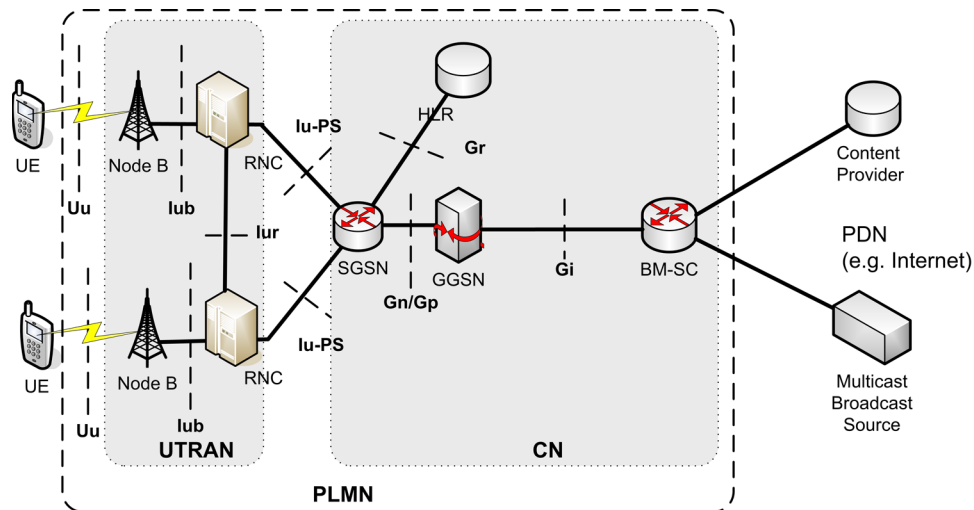 HLR
Iu-PS
Gr
UE
Node B
RNC
Content
Provider
Uu
Iub
Iur
PDN
(e.g. Internet)
SGSN
GGSN
Gi
BM-SC
Gn/Gp
Iu-PS
UE
Node B
RNC
Multicast
Broadcast
Source
Uu
Iub
UTRAN
CN
PLMN